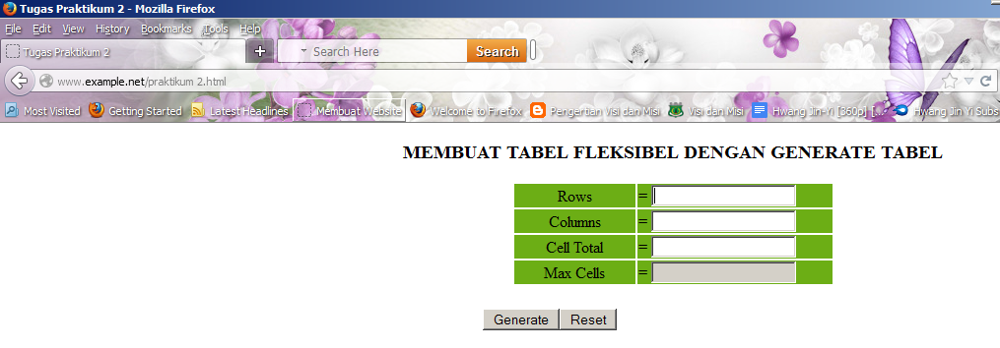 Tugas Praktikum 2 - Mozilla Firefox
File Edit View History Bookmarks Tools Help
Tugas Praktikum 2 + Search Here Search
www.example.net/praktikum 2.html
Most Visited Getting Started Latest Headlines Membuat Website Welcome to Firefox Pengertian Visi dan Misi Visi dan Misi Hwang Jin-Yi [360p] [... Hwang Jin Yi Subs
MEMBUAT TABEL FLEKSIBEL DENGAN GENERATE TABEL
Rows =
Columns =
Cell Total =
Max Cells =
Generate Reset